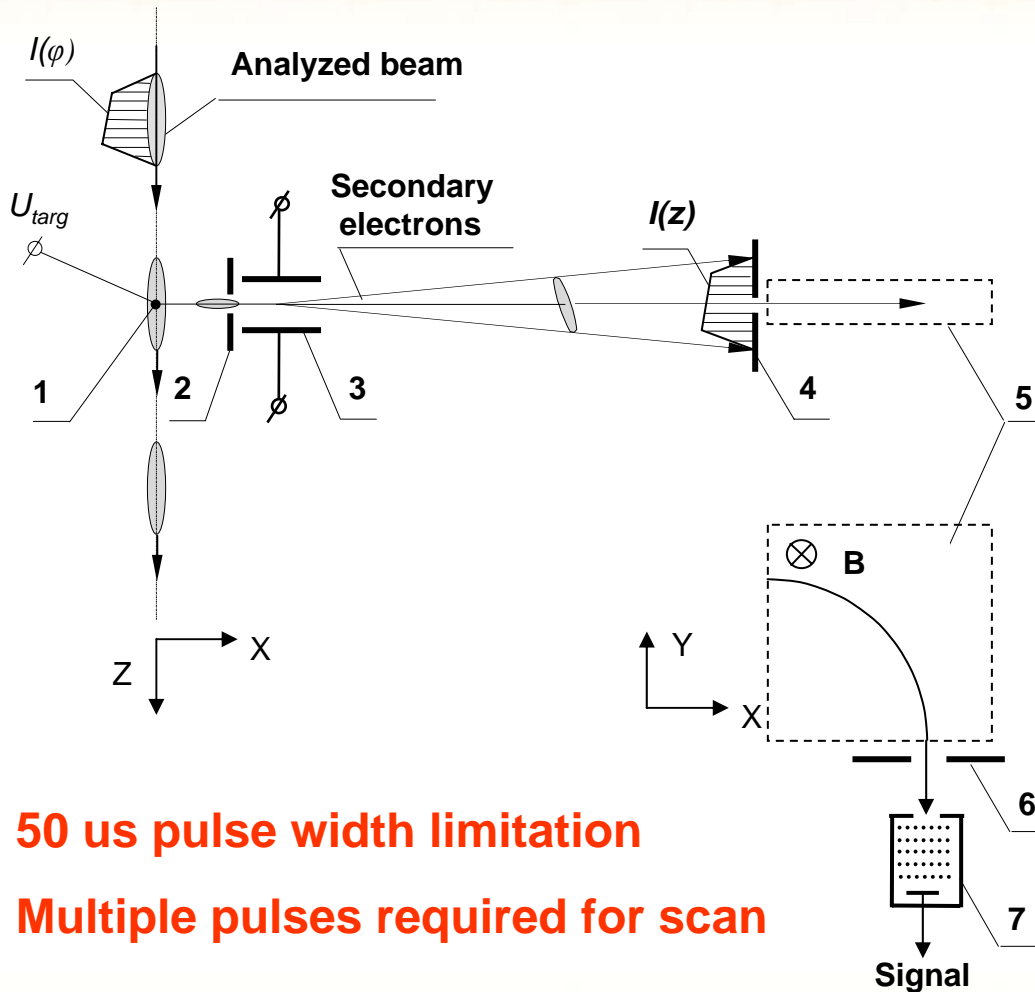 I(φ)
Analyzed beam
U_targ
Secondary
electrons
I(z)
1
2
3
4
5
B
X
Z
Y
X
6
7
Signal
50 us pulse width limitation
Multiple pulses required for scan